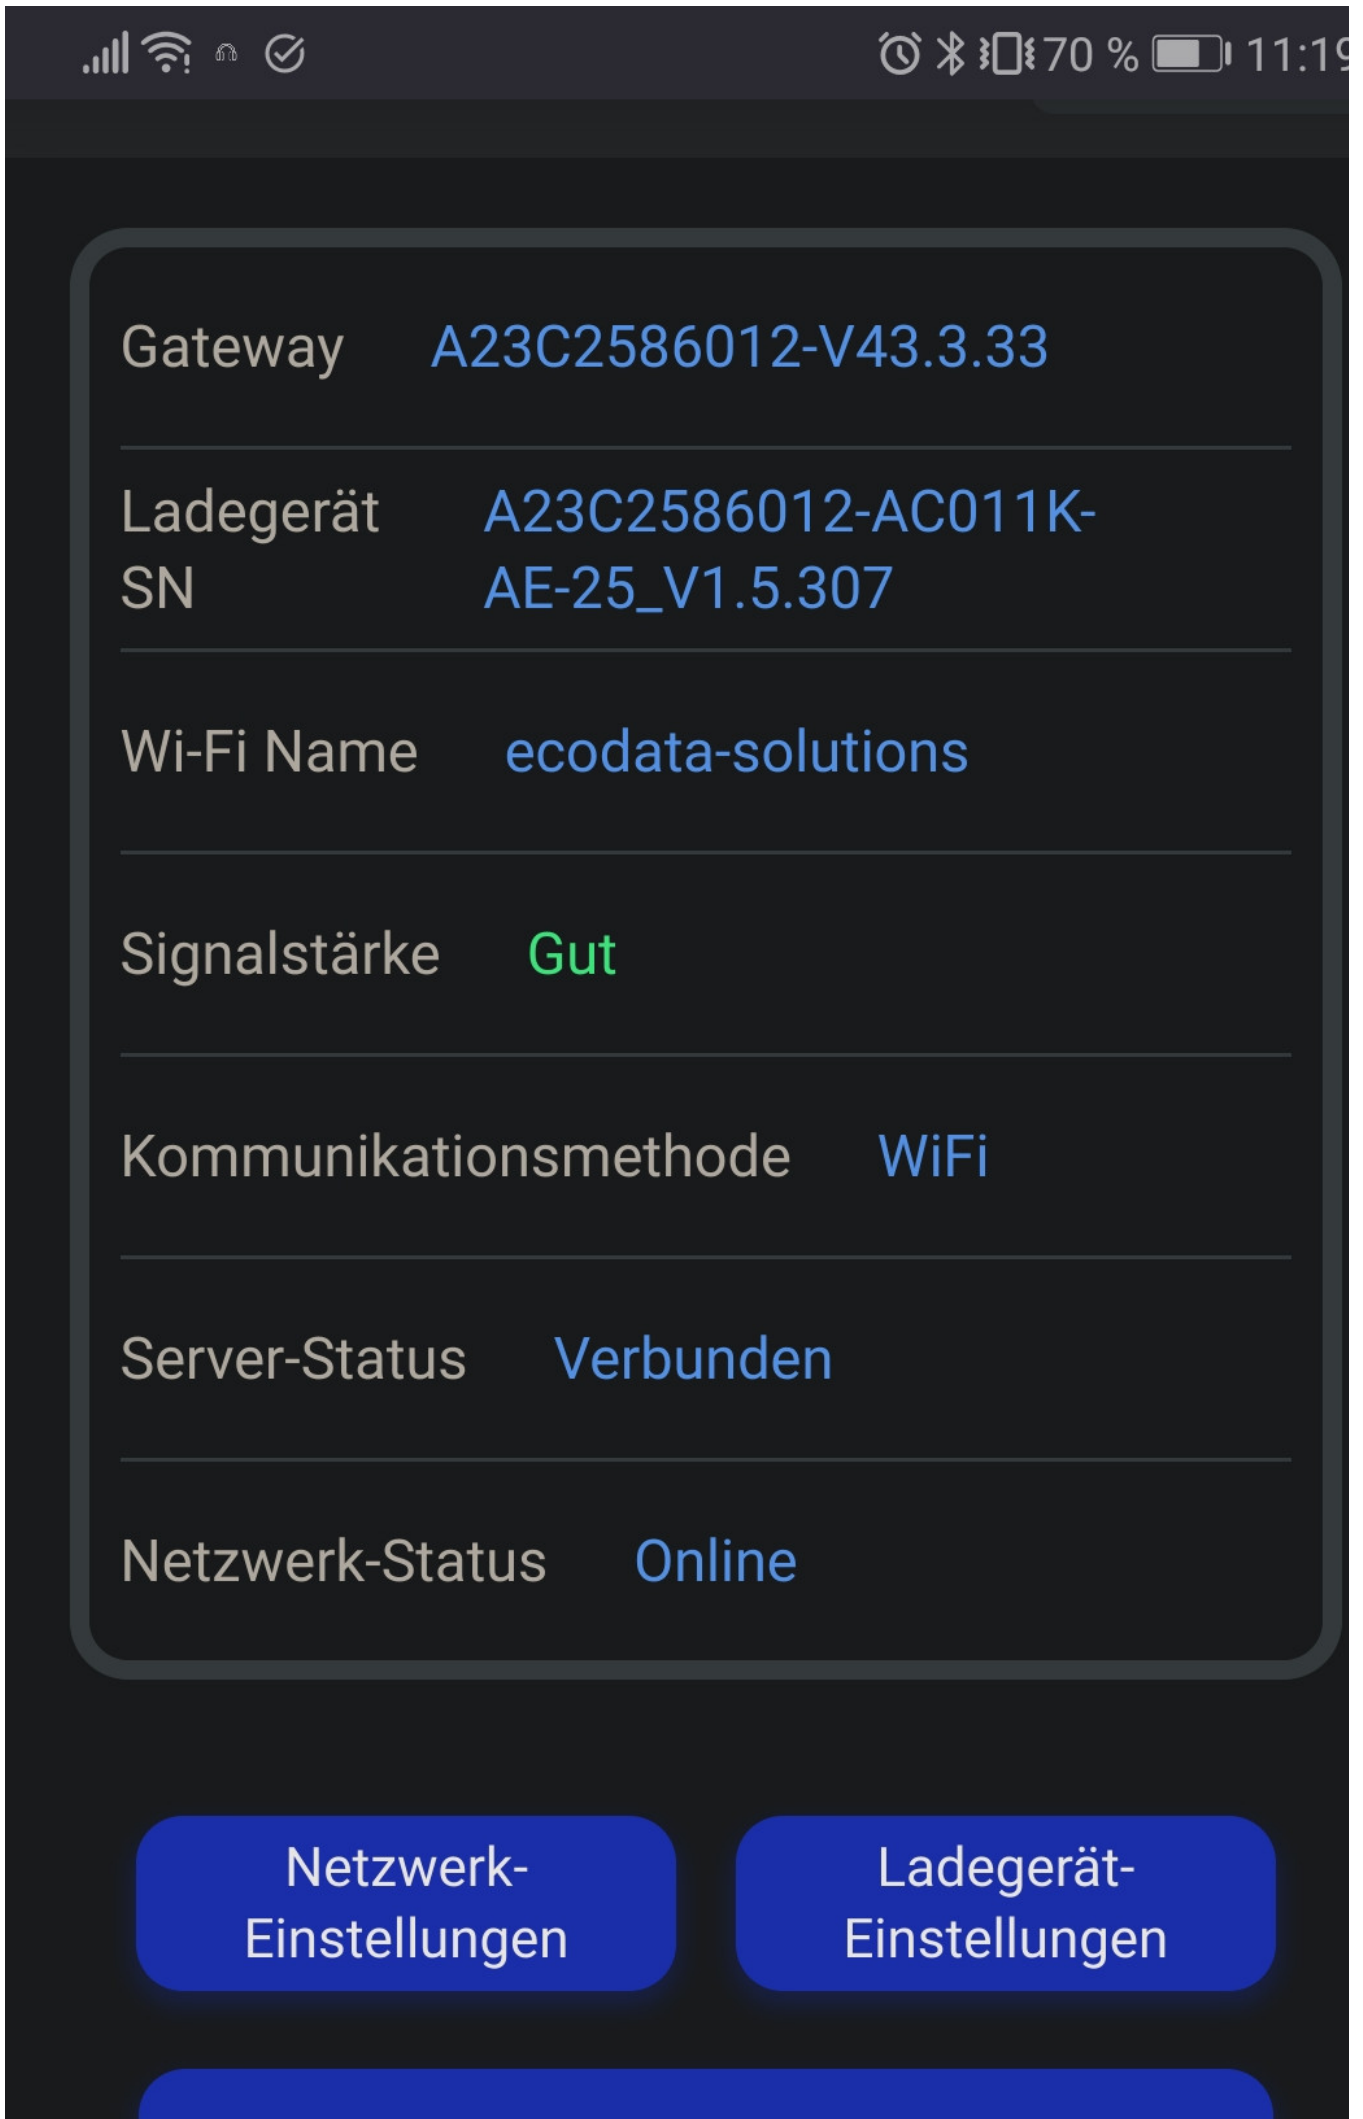 70 % 11:19
Gateway A23C2586012-V43.3.33
Ladegerät A23C2586012-AC011K-
SN AE-25_V1.5.307
Wi-Fi Name ecodata-solutions
Signalstärke Gut
Kommunikationsmethode WiFi
Server-Status Verbunden
Netzwerk-Status Online
Netzwerk- Ladegerät-
Einstellungen Einstellungen